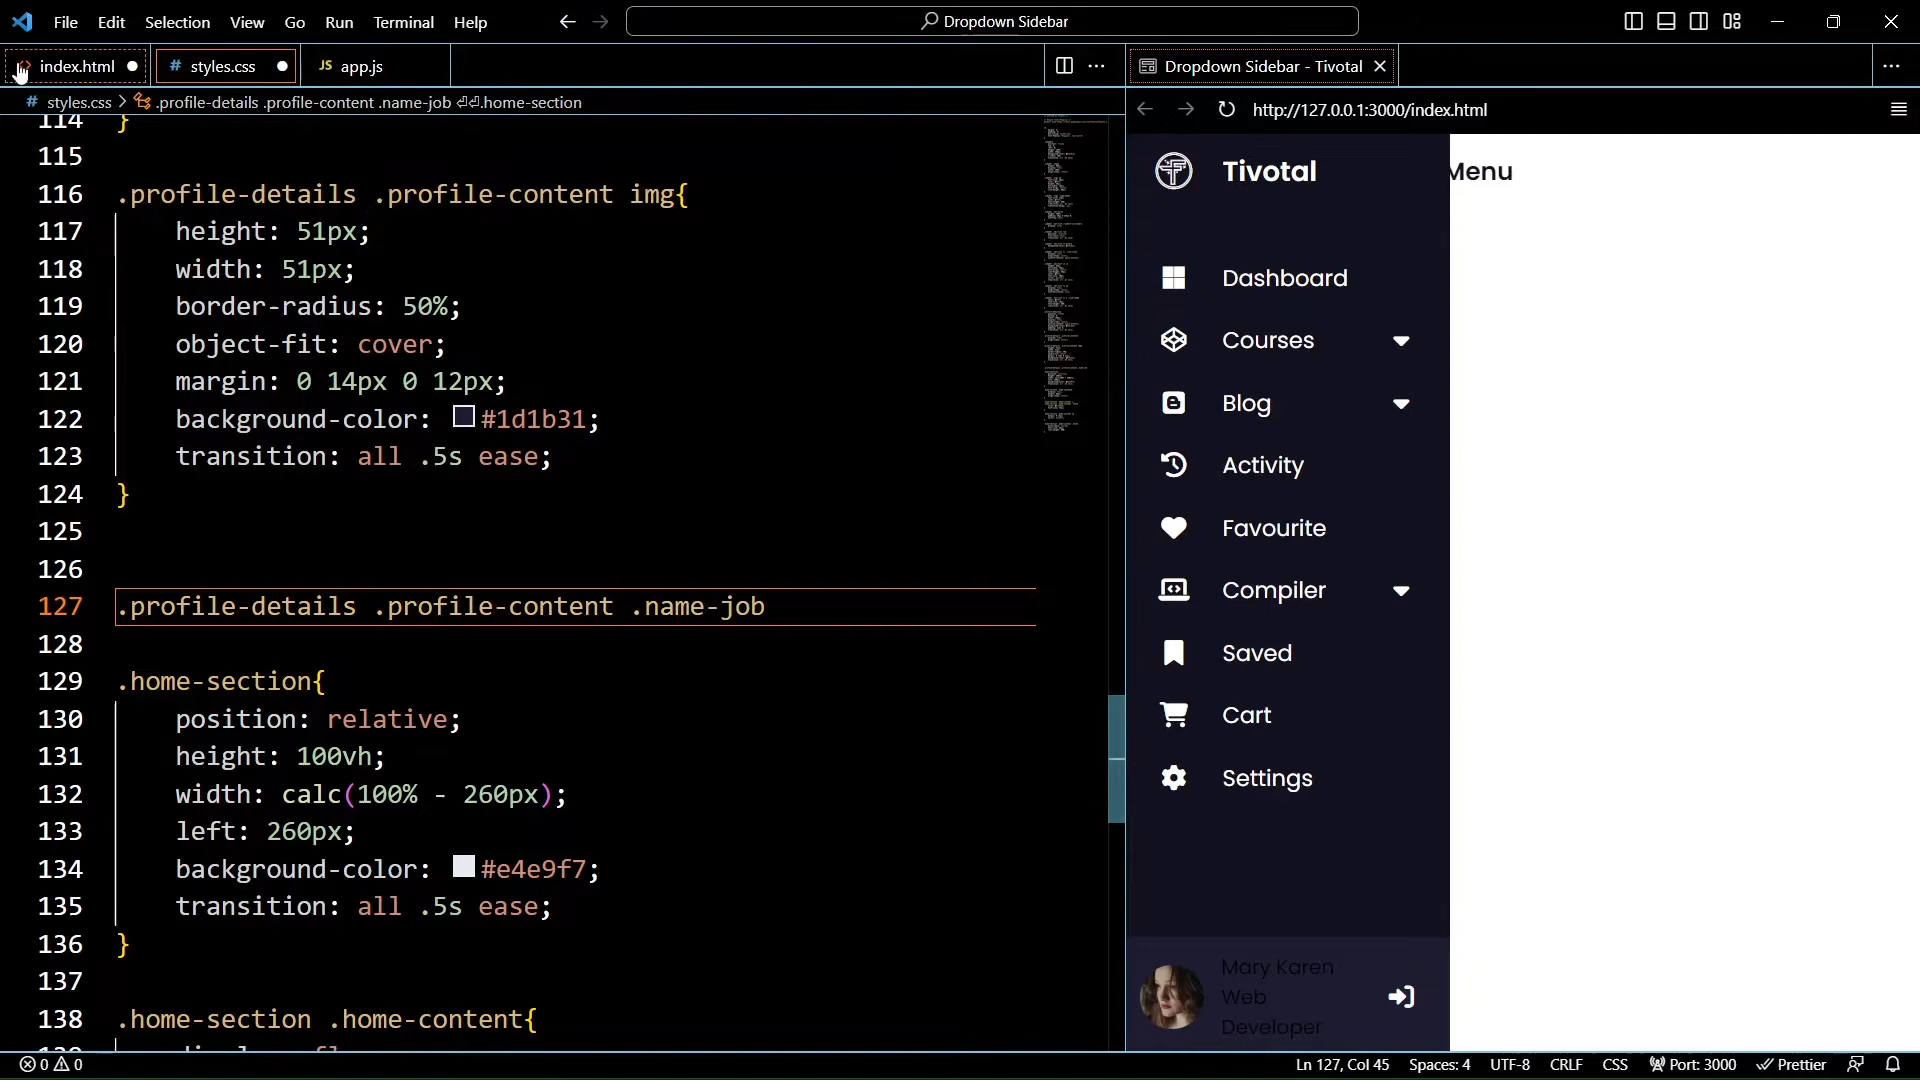 File Edit Selection View Go Run Terminal Help
Dropdown Sidebar
index.html
# styles.css
JS app.js
Dropdown Sidebar - Tivotal
# styles.css > .profile-details .profile-content .name-job ⏎⏎.home-section
http://127.0.0.1:3000/index.html
114 }
115
116 .profile-details .profile-content img{
117 height: 51px;
118 width: 51px;
119 border-radius: 50%;
120 object-fit: cover;
121 margin: 0 14px 0 12px;
122 background-color: #1d1b31;
123 transition: all .5s ease;
124 }
125
126
127 .profile-details .profile-content .name-job
128
129 .home-section{
130 position: relative;
131 height: 100vh;
132 width: calc(100% - 260px);
133 left: 260px;
134 background-color: #e4e9f7;
135 transition: all .5s ease;
136 }
137
138 .home-section .home-content{
Tivotal
Menu
Dashboard
Courses
Blog
Activity
Favourite
Compiler
Saved
Cart
Settings
Mary Karen
Web
Developer
0 0
Ln 127, Col 45 Spaces: 4 UTF-8 CRLF CSS Port: 3000 Prettier